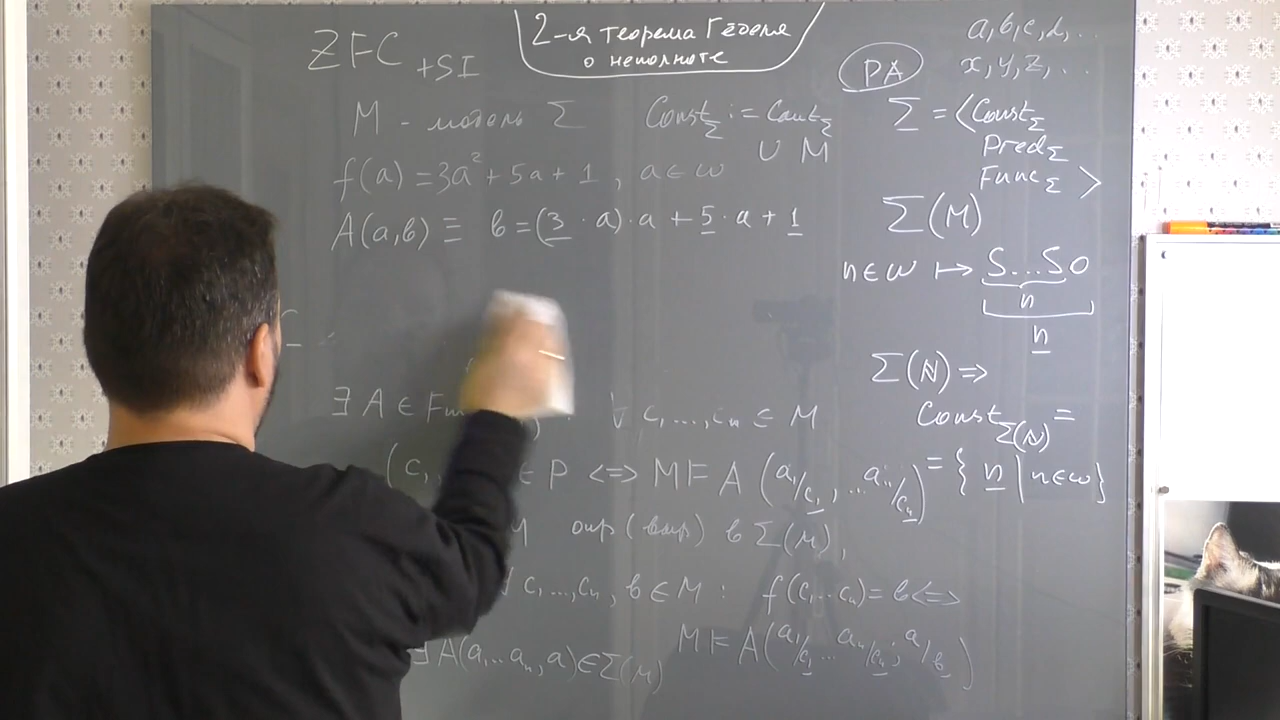 ZFC +SI
2-я теорема Гёделя
о неполноте
M - модель Σ Const_Σ := Const_Σ
∪ M
f(a) = 3a² + 5a + 1, a ∈ ω
A(a,b) ≡ b = (3 · a) · a + 5 · a + 1
∃ A ∈ Fm ∀ c₁,...,cₙ ∈ M
(c₁ ∈ P <=> M ⊨ A (a₁/c₁, ... aₙ/cₙ)
M опр (выр) в Σ(M),
c₁...,cₙ, b ∈ M : f(c₁...cₙ) = b <=>
∃ A(a₁...aₙ, a) ∈ Σ(M) M ⊨ A(a₁/c₁ ... aₙ/cₙ, a/b)
PA
a, b, c, d, ...
x, y, z, ...
Σ = <Const_Σ
Pred_Σ
Func_Σ >
Σ(M)
n ∈ ω ↦ S...S0
n
n
Σ(N) =>
Const_Σ(N) =
= { n | n ∈ ω }